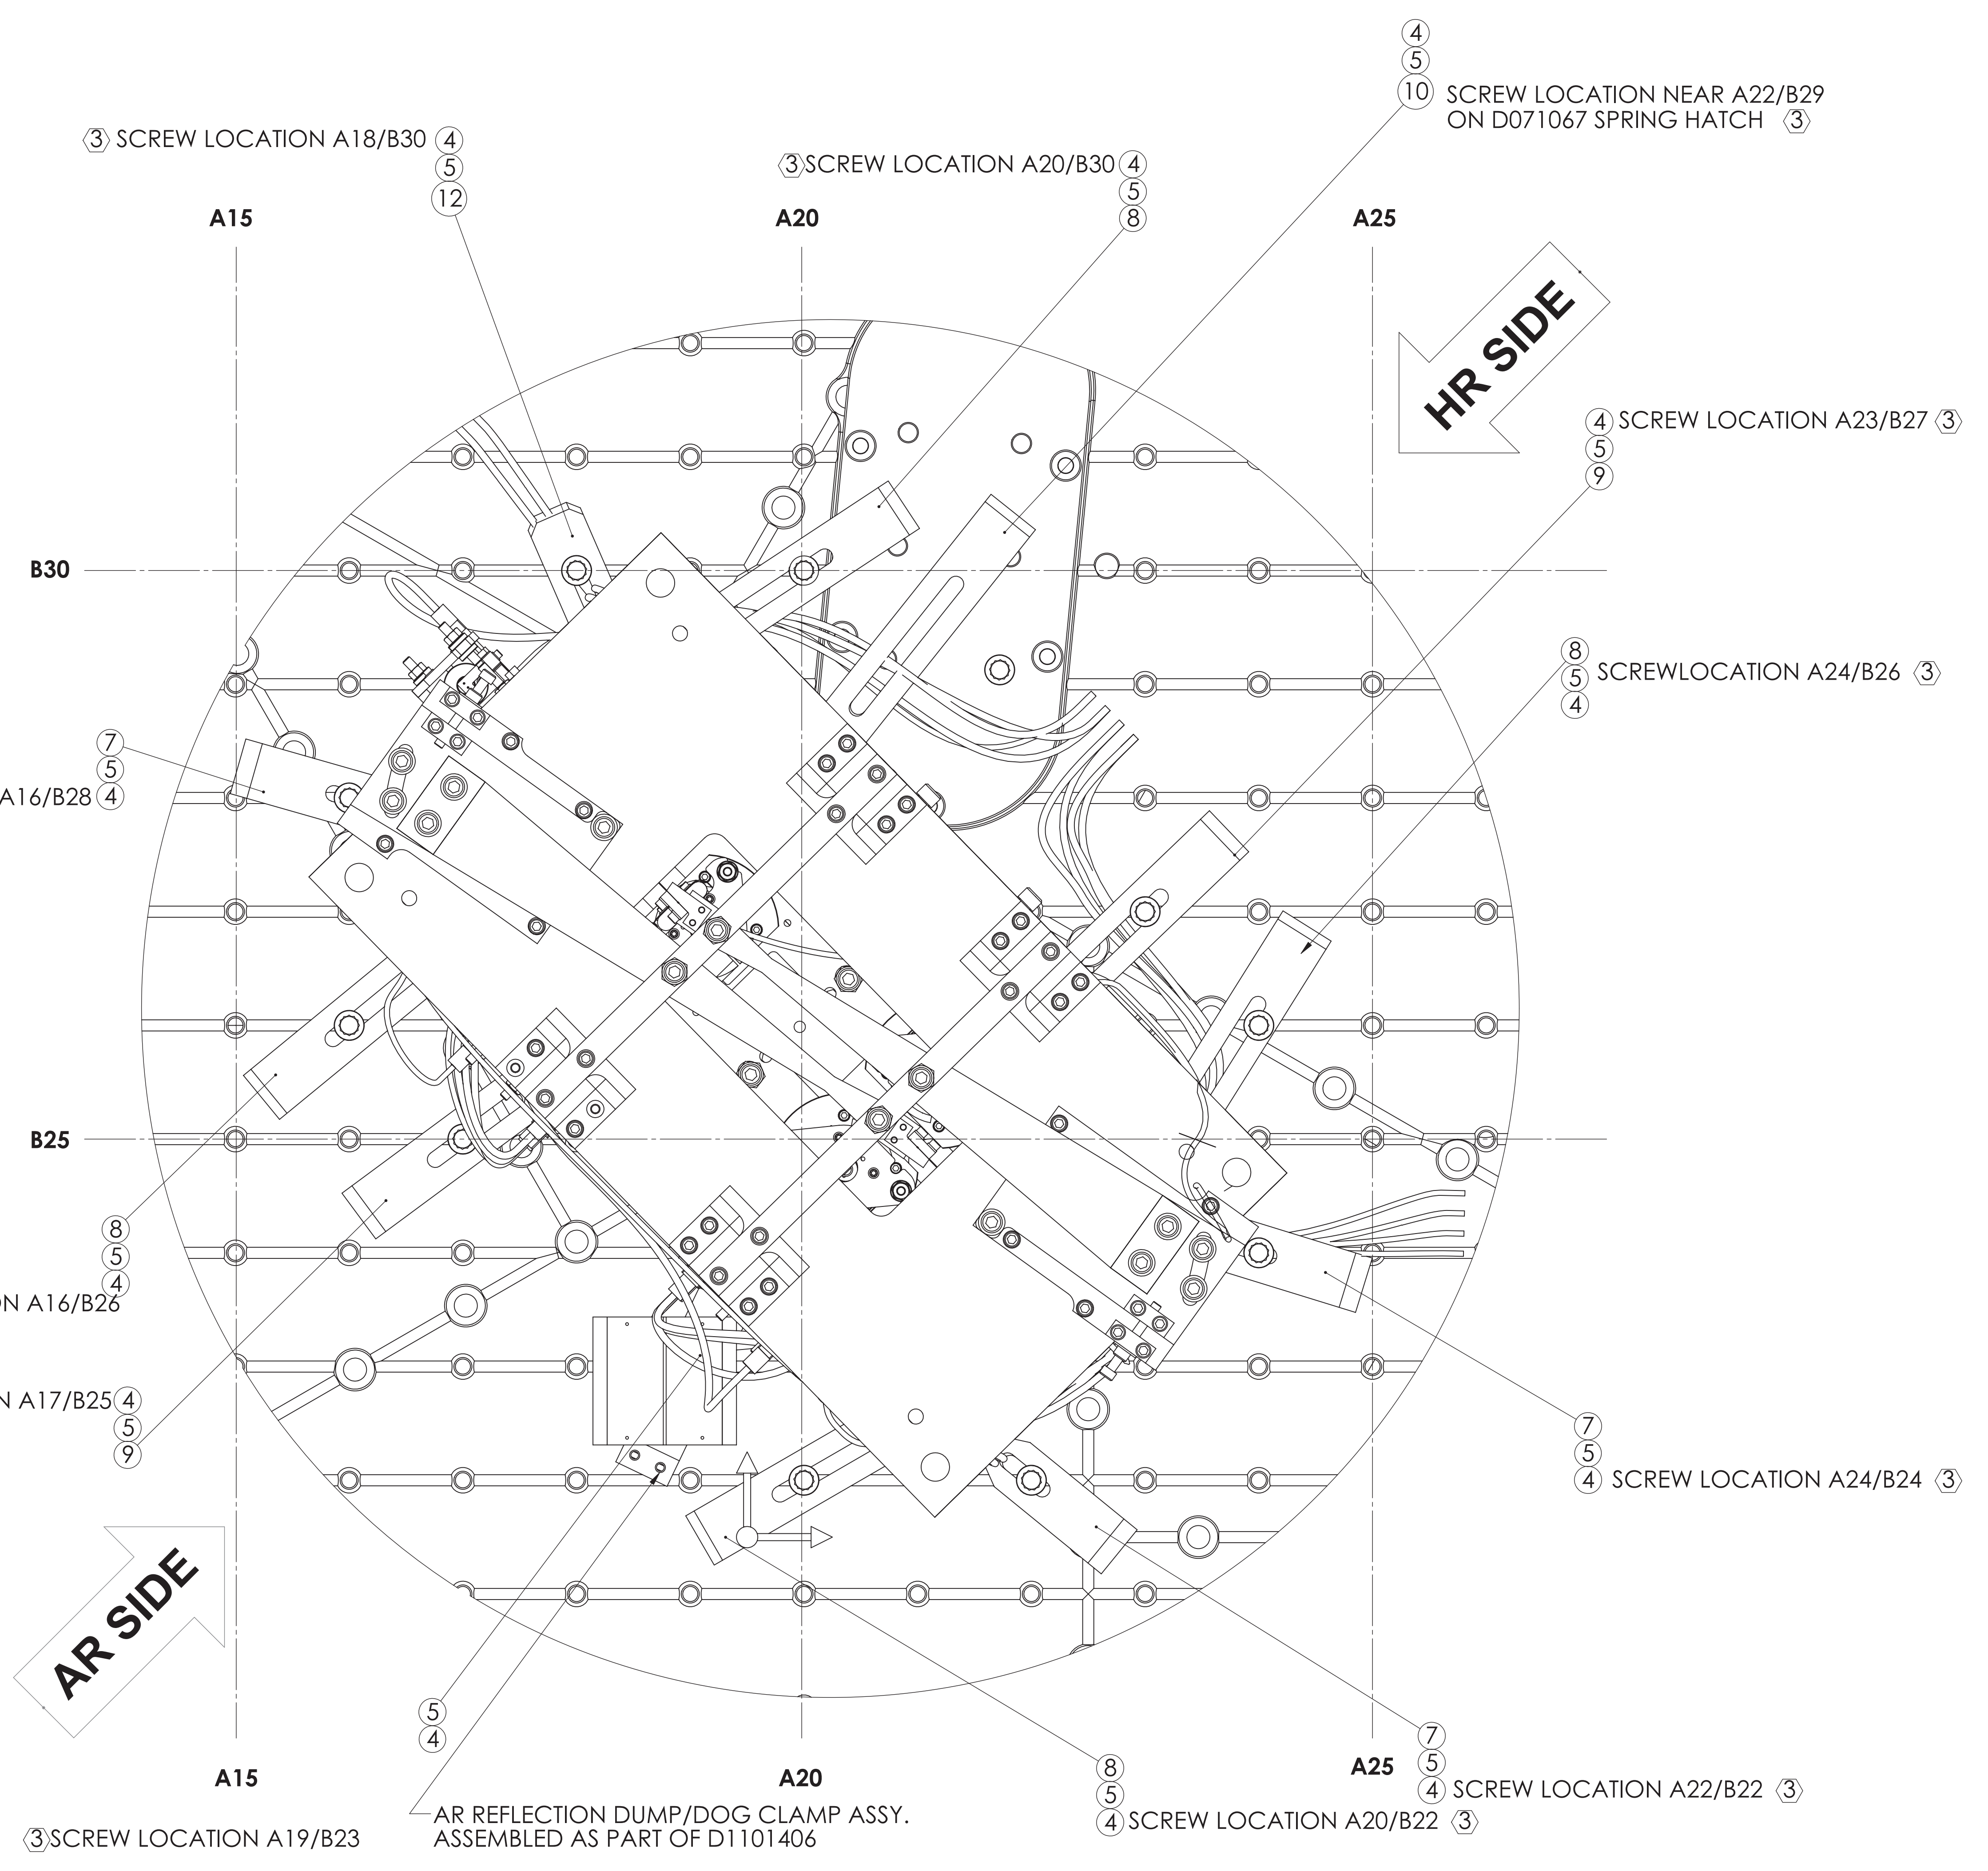 4
5
10
SCREW LOCATION NEAR A22/B29
ON D071067 SPRING HATCH 3
3 SCREW LOCATION A18/B30 4
5
12
3 SCREW LOCATION A20/B30 4
5
8
A15
A20
A25
HR SIDE
4 SCREW LOCATION A23/B27 3
5
9
B30
8
5 SCREWLOCATION A24/B26 3
4
7
5
A16/B28 4
B25
8
5
4
N A16/B26
N A17/B25 4
5
9
7
5
4 SCREW LOCATION A24/B24 3
AR SIDE
5
4
7
5
4 SCREW LOCATION A22/B22 3
8
5
4 SCREW LOCATION A20/B22 3
A15
A20
A25
AR REFLECTION DUMP/DOG CLAMP ASSY.
ASSEMBLED AS PART OF D1101406
3 SCREW LOCATION A19/B23